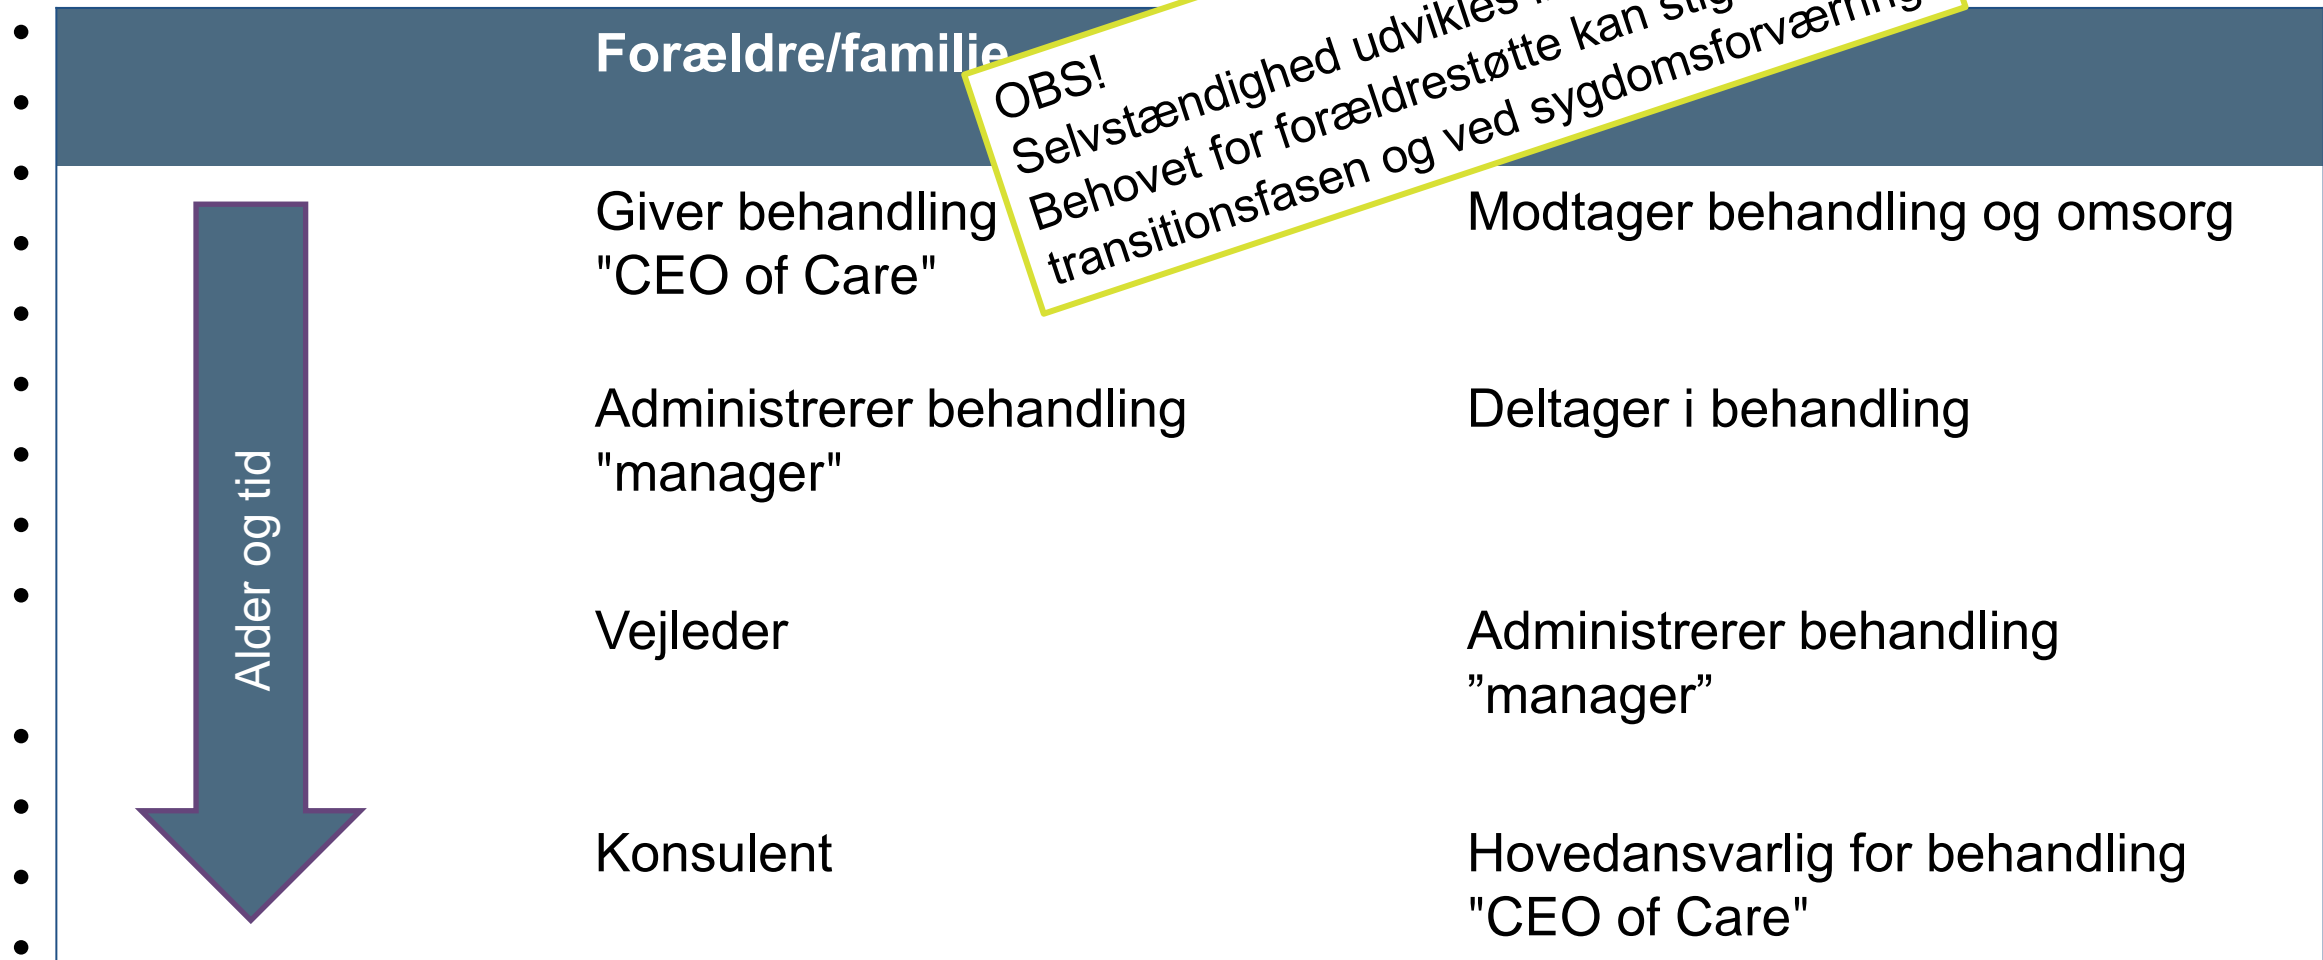 Forældre/familie
OBS!
Selvstændighed udvikles
Behovet for forældrestøtte kan
transitionsfasen og ved sygdomsforværring
Alder og tid
Giver behandling
"CEO of Care"
Modtager behandling og omsorg
Administrerer behandling
"manager"
Deltager i behandling
Vejleder
Administrerer behandling
”manager”
Konsulent
Hovedansvarlig for behandling
"CEO of Care"